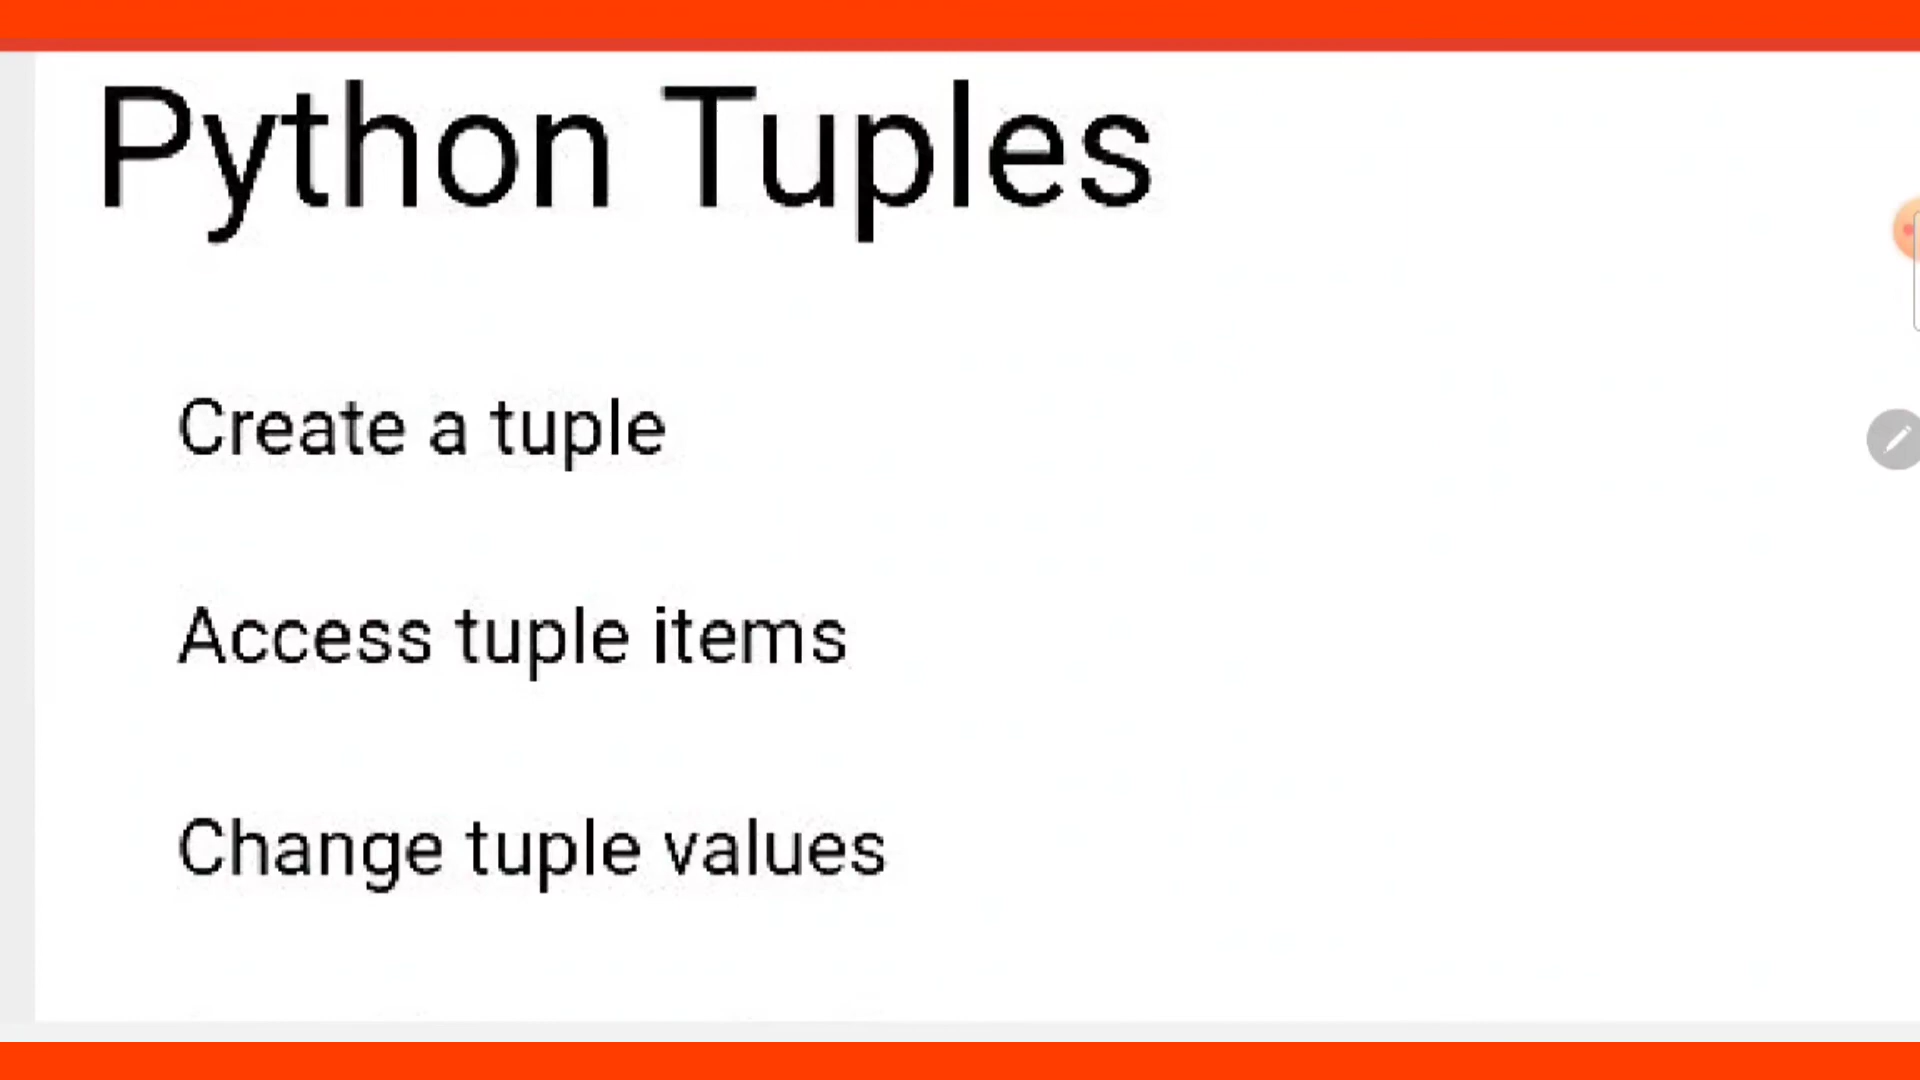 Python Tuples
Create a tuple
Access tuple items
Change tuple values